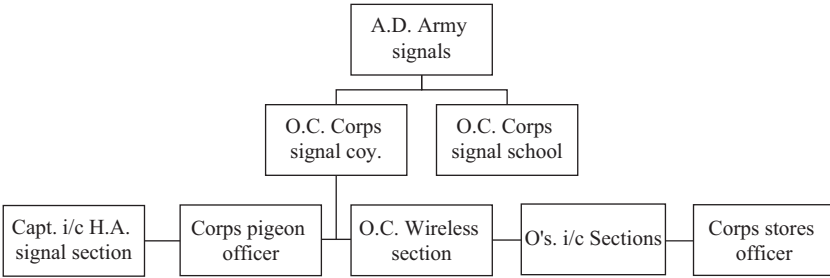 A.D. Army
signals
O.C. Corps
signal coy.
O.C. Corps
signal school
Capt. i/c H.A.
signal section
Corps pigeon
officer
O.C. Wireless
section
O's. i/c Sections
Corps stores
officer